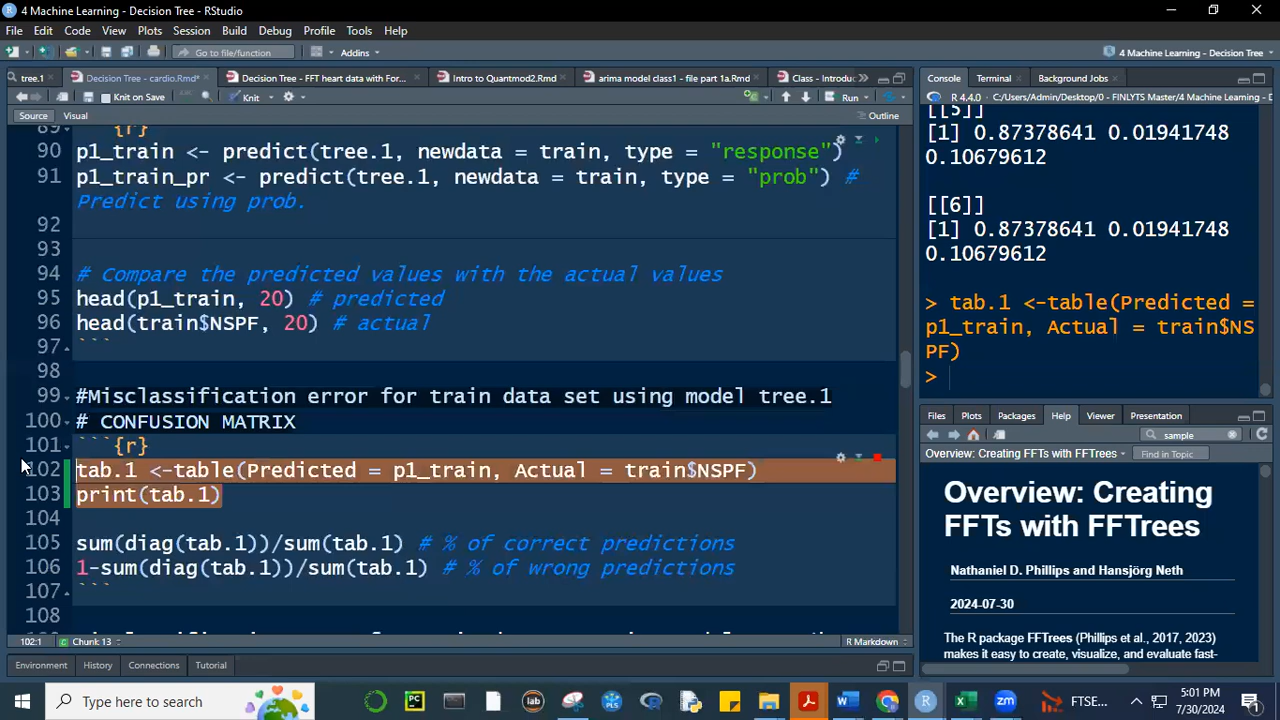 4 Machine Learning - Decision Tree - RStudio
File Edit Code View Plots Session Build Debug Profile Tools Help
Go to file/function Addins 4 Machine Learning - Decision Tree
tree.1 Decision Tree - cardio.Rmd* Decision Tree - FFT heart data with For... Intro to Quantmod2.Rmd arima model class1 - file part 1a.Rmd Class - Introduc
Knit on Save Knit Run
Source Visual Outline
89 {r}
90 p1_train <- predict(tree.1, newdata = train, type = "response")
91 p1_train_pr <- predict(tree.1, newdata = train, type = "prob") #
Predict using prob.
92
93
94 # Compare the predicted values with the actual values
95 head(p1_train, 20) # predicted
96 head(train$NSPF, 20) # actual
97 ```
98
99 #Misclassification error for train data set using model tree.1
100 # CONFUSION MATRIX
101 ```{r}
102 tab.1 <-table(Predicted = p1_train, Actual = train$NSPF)
103 print(tab.1)
104
105 sum(diag(tab.1))/sum(tab.1) # % of correct predictions
106 1-sum(diag(tab.1))/sum(tab.1) # % of wrong predictions
107 ```
108
102:1 Chunk 13 R Markdown
Environment History Connections Tutorial
Console Terminal Background Jobs
R 4.4.0 · C:/Users/Admin/Desktop/0 - FINLYTS Master/4 Machine Learning -
[[5]]
[1] 0.87378641 0.01941748
0.10679612
[[6]]
[1] 0.87378641 0.01941748
0.10679612
> tab.1 <-table(Predicted =
p1_train, Actual = train$NS
PF)
>
Files Plots Packages Help Viewer Presentation
sample
Overview: Creating FFTs with FFTrees Find in Topic
Overview: Creating
FFTs with FFTrees
Nathaniel D. Phillips and Hansjörg Neth
2024-07-30
The R package FFTrees (Phillips et al., 2017, 2023)
makes it easy to create, visualize, and evaluate fast-
Type here to search
FTSE...
5:01 PM
7/30/2024